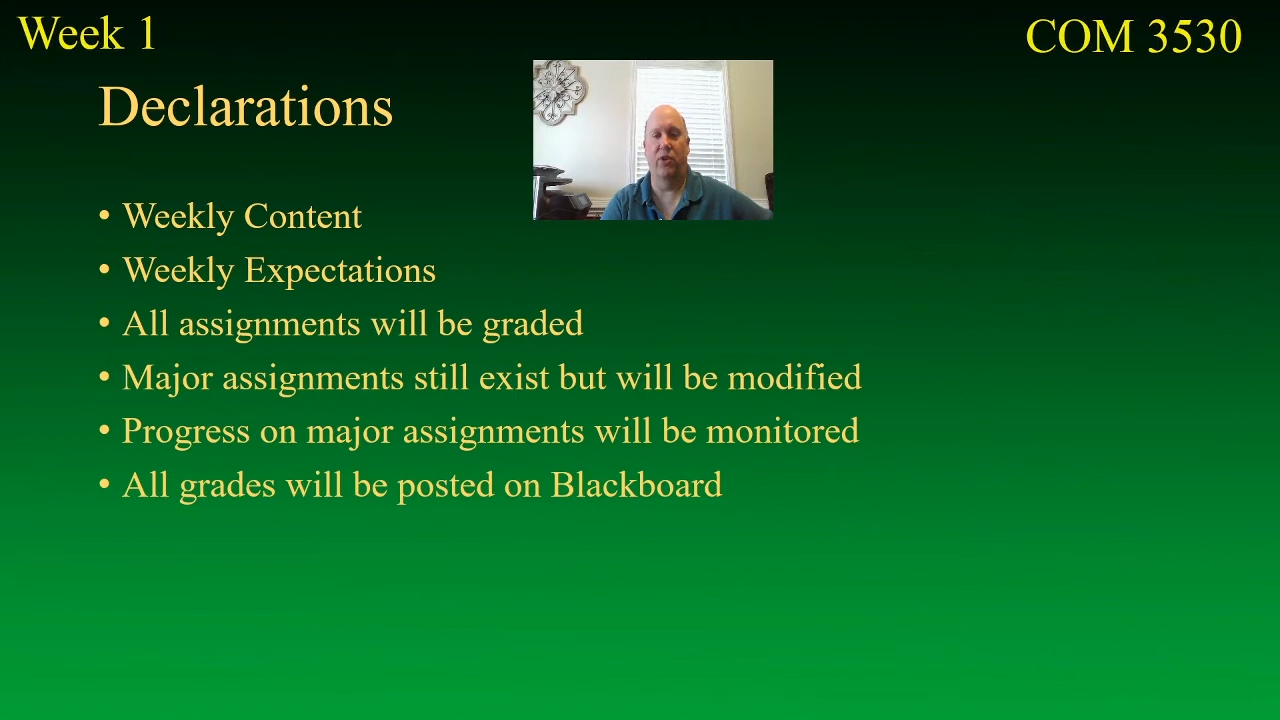 Week 1
COM 3530
Declarations
• Weekly Content
• Weekly Expectations
• All assignments will be graded
• Major assignments still exist but will be modified
• Progress on major assignments will be monitored
• All grades will be posted on Blackboard